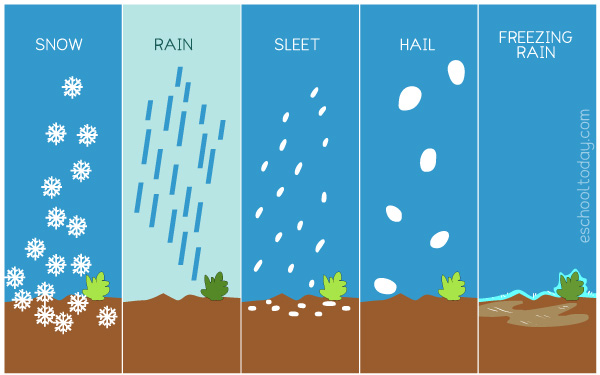 SNOW
RAIN
SLEET
HAIL
FREEZING
RAIN
eschooltoday.com